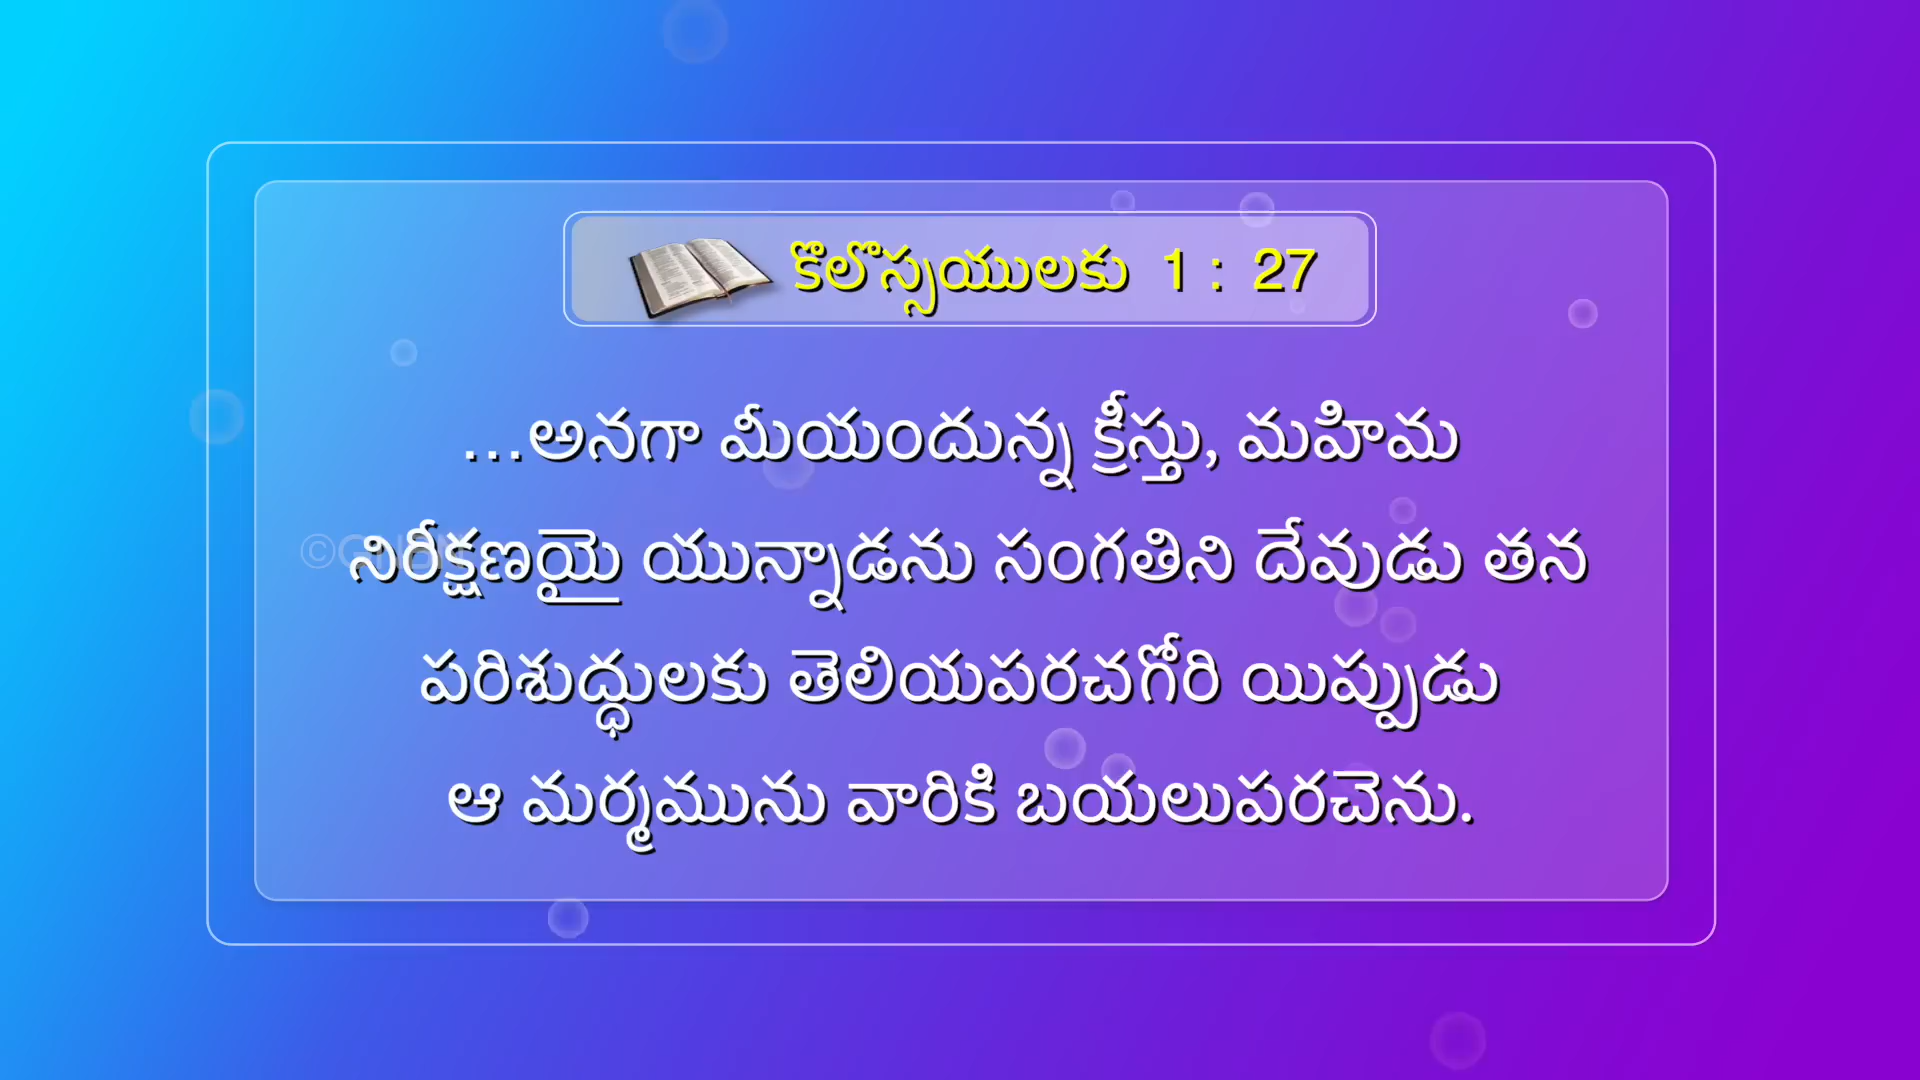 కొలొస్సయులకు 1 : 27
...అనగా మీయందున్న క్రీస్తు, మహిమ
నిరీక్షణయై యున్నాడను సంగతిని దేవుడు తన
పరిశుద్ధులకు తెలియపరచగోరి యిప్పుడు
ఆ మర్మమును వారికి బయలుపరచెను.